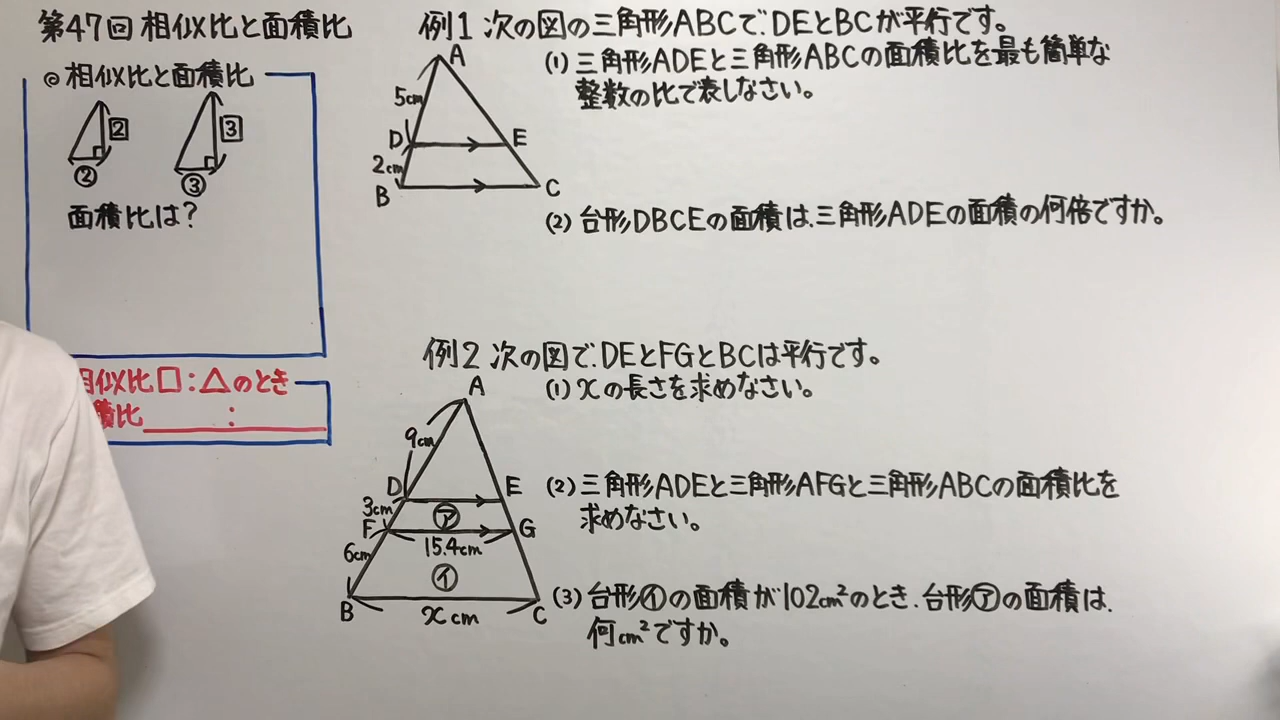 第47回 相似比と面積比
◎相似比と面積比
2
3
②
③
面積比は?
相似比□:△のとき
積比 :
例1 次の図の三角形ABCで、DEとBCが平行です。
(1) 三角形ADEと三角形ABCの面積比を最も簡単な
整数の比で表しなさい。
A
5cm
D
E
2cm
B
C
(2) 台形DBCEの面積は、三角形ADEの面積の何倍ですか。
例2 次の図で、DEとFGとBCは平行です。
(1) xの長さを求めなさい。
A
9cm
D
E
3cm
㋐
F
G
15.4cm
6cm
㋑
B
x cm
C
(2) 三角形ADEと三角形AFGと三角形ABCの面積比を
求めなさい。
(3) 台形㋑の面積が102cm²のとき、台形㋐の面積は、
何cm²ですか。